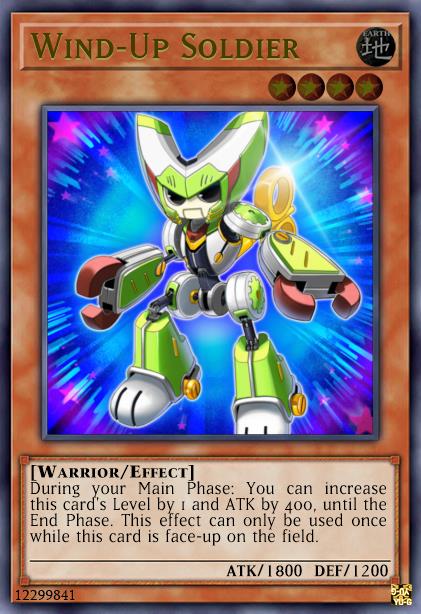 WIND-UP SOLDIER
EARTH
地
[WARRIOR/EFFECT]
During your Main Phase: You can increase
this card's Level by 1 and ATK by 400, until the
End Phase. This effect can only be used once
while this card is face-up on the field.
ATK/1800 DEF/1200
12299841